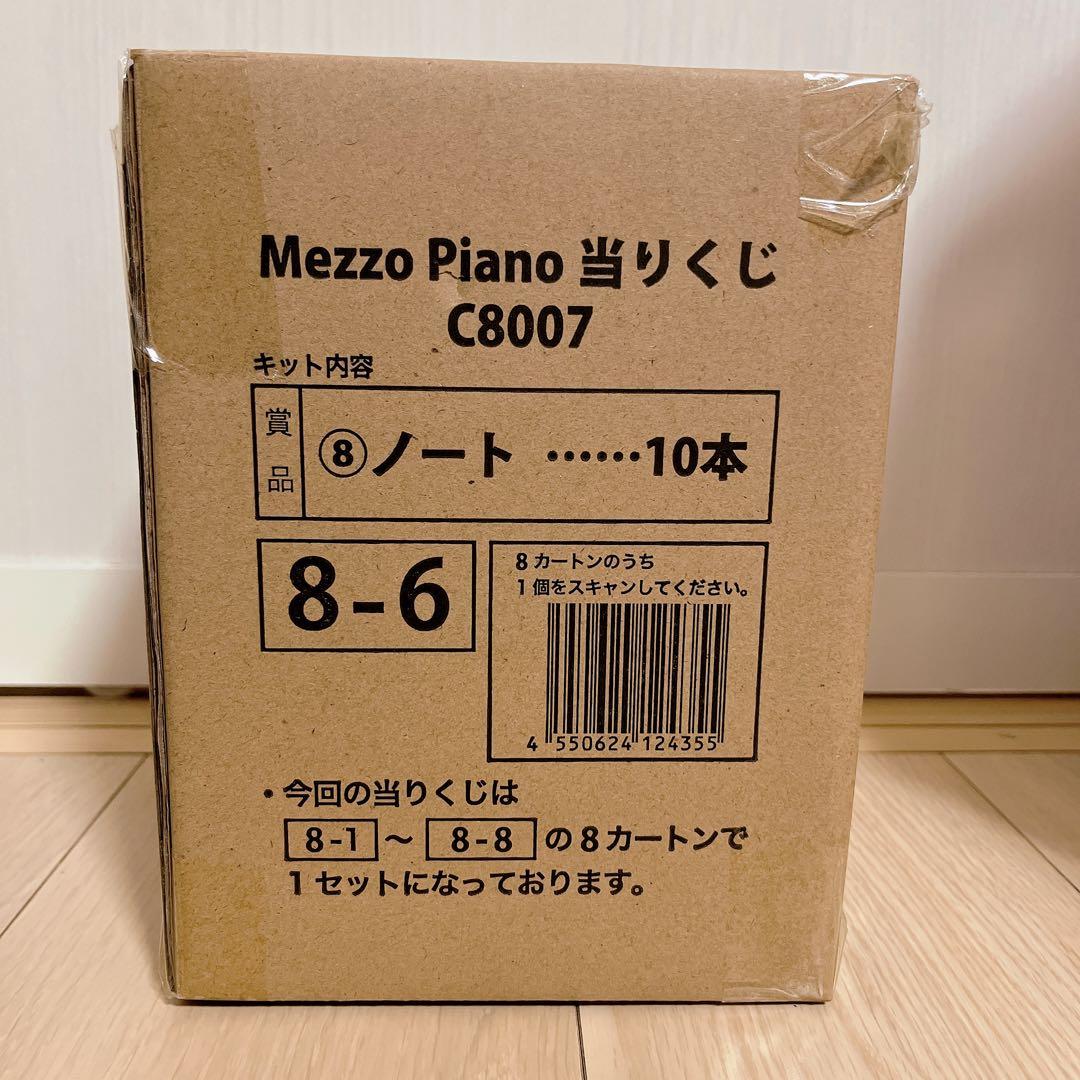 Mezzo Piano 当りくじ
C8007
キット内容
賞品
⑧ノート ……10本
8-6
8カートンのうち
1個をスキャンしてください。
4 550624 124355
・今回の当りくじは
8-1 〜 8-8 の8カートンで
1セットになっております。